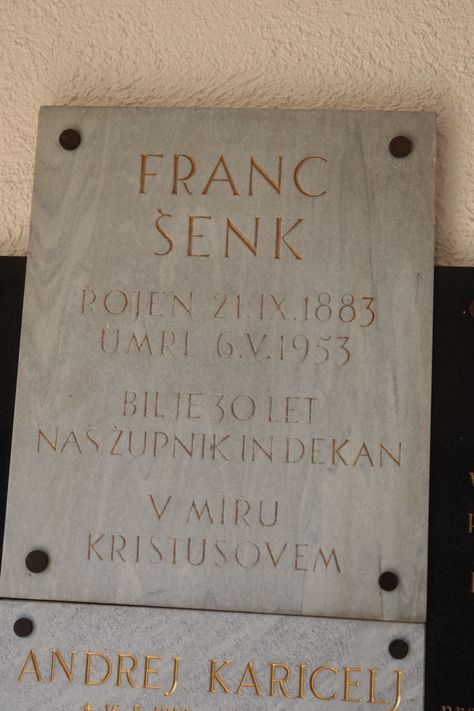 FRANC
ŠENK
ROJEN 21.IX.1883
UMRL 6.V.1953
BIL JE 30 LET
NAŠ ŽUPNIK IN DEKAN
V MIRU
KRISTUSOVEM
ANDREJ KARICELJ